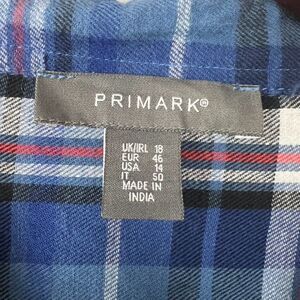 PRIMARK®
UK/IRL 18
EUR 46
USA 14
IT 50
MADE IN
INDIA